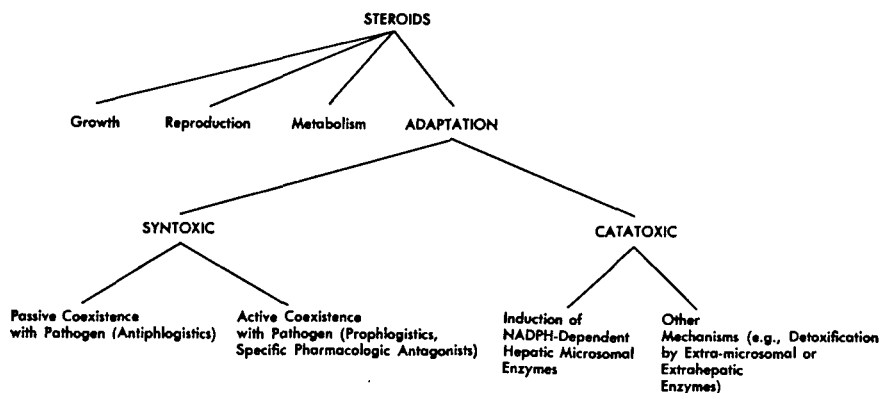 STEROIDS
Growth
Reproduction
Metabolism
ADAPTATION
SYNTOXIC
CATATOXIC
Passive Coexistence
with Pathogen (Antiphlogistics)
Active Coexistence
with Pathogen (Prophlogistics,
Specific Pharmacologic Antagonists)
Induction of
NADPH-Dependent
Hepatic Microsomal
Enzymes
Other
Mechanisms (e.g., Detoxification
by Extra-microsomal or
Extrahepatic
Enzymes)